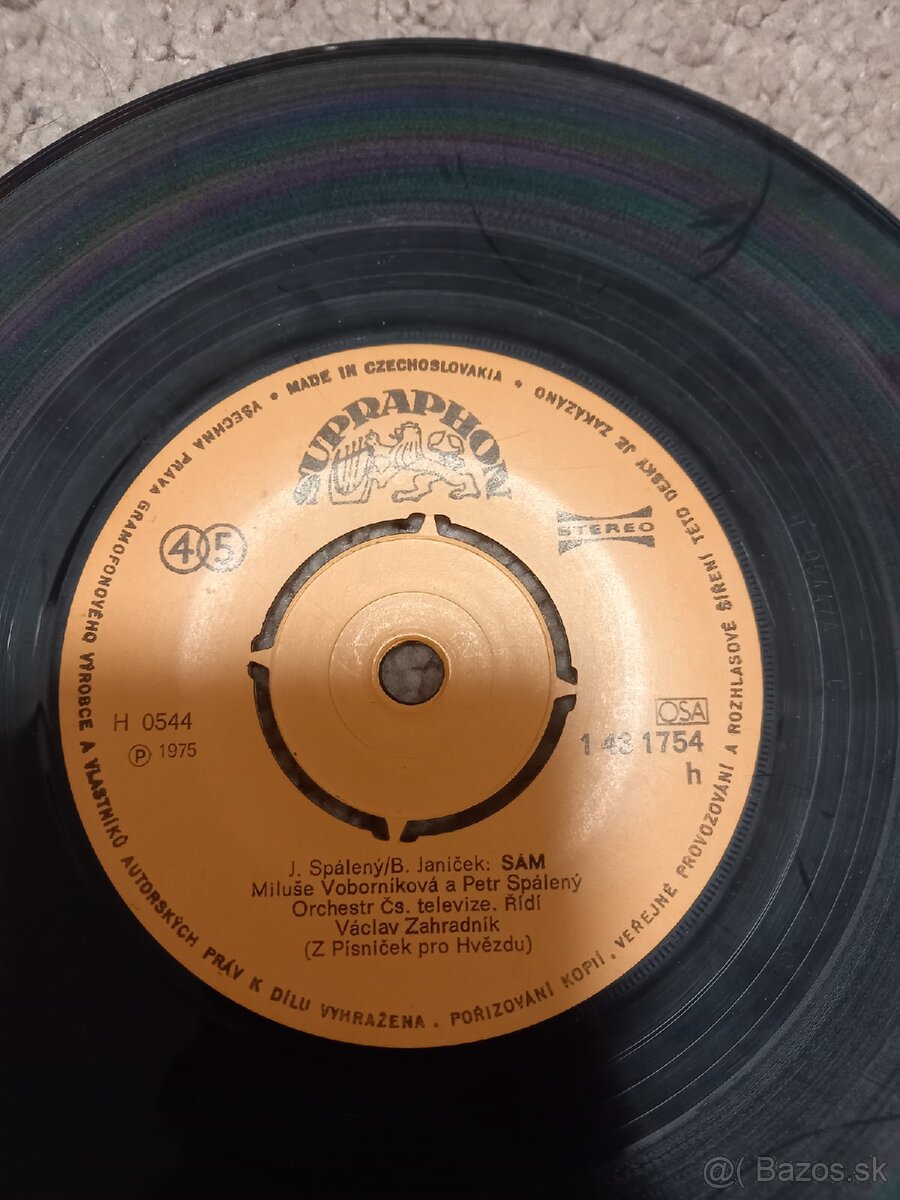 VŠECHNA PRÁVA GRAMOFONOVÉHO VÝROBCE A VLASTNÍKŮ AUTORSKÝCH PRÁV K DÍLU VYHRAŽENA . POŘIZOVÁNÍ KOPIÍ . VEŘEJNÉ PROVOZOVÁNÍ A ROZHLASOVÉ ŠÍŘENÍ TÉTO DESKY JE ZAKÁZÁNO
• MADE IN CZECHOSLOVAKIA •
SUPRAPHON
45
STEREO
H 0544
Ⓟ 1975
OSA
1 43 1754
h
J. Spálený/B. Janíček: SÁM
Miluše Voborníková a Petr Spálený
Orchestr Čs. televize. Řídí
Václav Zahradník
(Z Písniček pro Hvězdu)
@( Bazos.sk